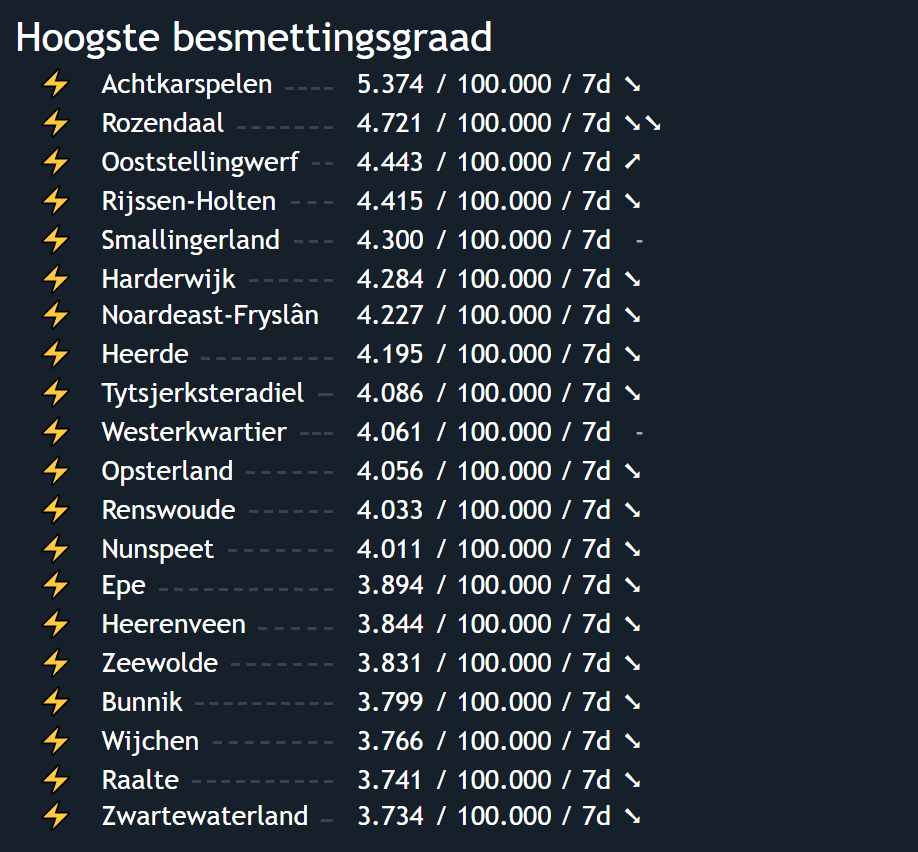 Hoogste besmettingsgraad
⚡ Achtkarspelen ---- 5.374 / 100.000 / 7d ➘
⚡ Rozendaal ------- 4.721 / 100.000 / 7d ➘➘
⚡ Ooststellingwerf -- 4.443 / 100.000 / 7d ➚
⚡ Rijssen-Holten --- 4.415 / 100.000 / 7d ➘
⚡ Smallingerland --- 4.300 / 100.000 / 7d -
⚡ Harderwijk ------ 4.284 / 100.000 / 7d ➘
⚡ Noardeast-Fryslân 4.227 / 100.000 / 7d ➘
⚡ Heerde ---------- 4.195 / 100.000 / 7d ➘
⚡ Tytsjerksteradiel - 4.086 / 100.000 / 7d ➘
⚡ Westerkwartier --- 4.061 / 100.000 / 7d -
⚡ Opsterland ------ 4.056 / 100.000 / 7d ➘
⚡ Renswoude ------ 4.033 / 100.000 / 7d ➘
⚡ Nunspeet -------- 4.011 / 100.000 / 7d ➘
⚡ Epe ------------- 3.894 / 100.000 / 7d ➘
⚡ Heerenveen ----- 3.844 / 100.000 / 7d ➘
⚡ Zeewolde -------- 3.831 / 100.000 / 7d ➘
⚡ Bunnik ---------- 3.799 / 100.000 / 7d ➘
⚡ Wijchen --------- 3.766 / 100.000 / 7d ➘
⚡ Raalte ---------- 3.741 / 100.000 / 7d ➘
⚡ Zwartewaterland - 3.734 / 100.000 / 7d ➘